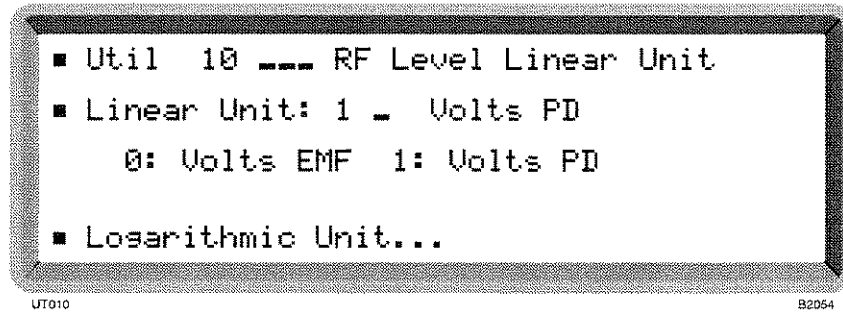 ▪ Util 10 ___ RF Level Linear Unit
▪ Linear Unit: 1 _ Volts PD
0: Volts EMF 1: Volts PD
▪ Logarithmic Unit...
UT010 B2054